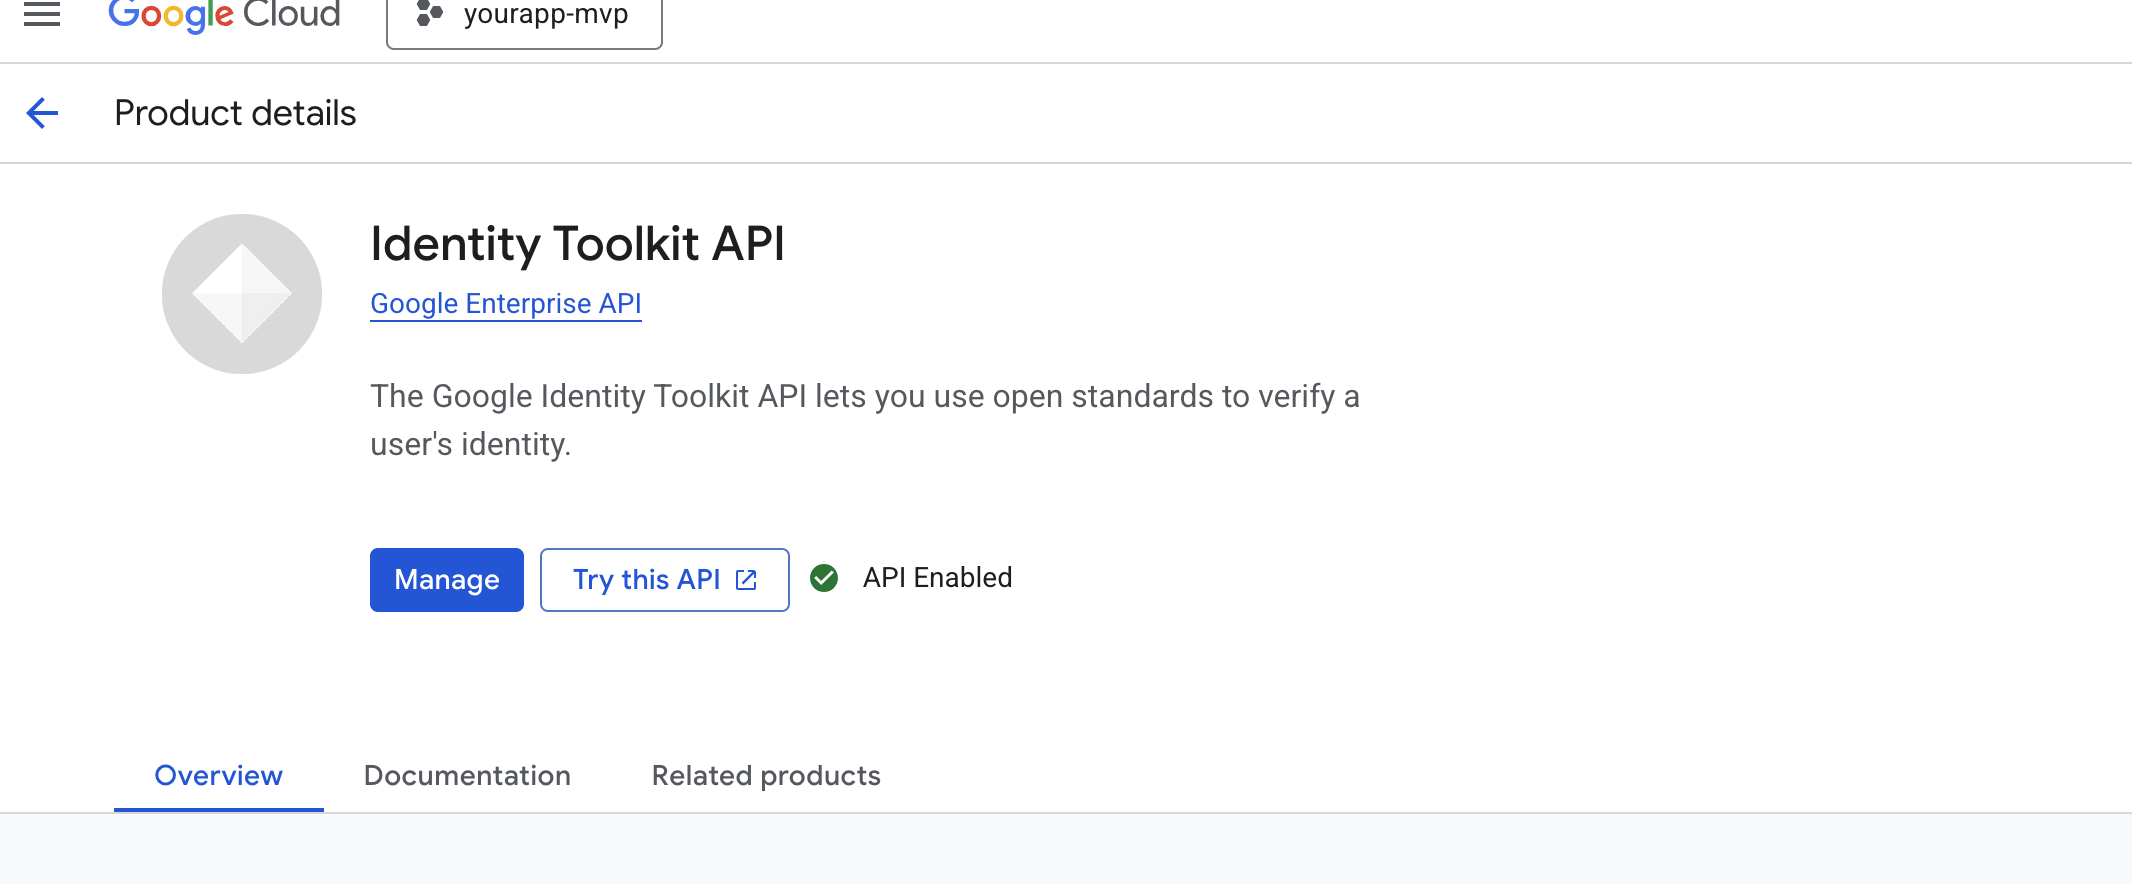 Google Cloud
yourapp-mvp
Product details
Identity Toolkit API
Google Enterprise API
The Google Identity Toolkit API lets you use open standards to verify a
user's identity.
Manage
Try this API
API Enabled
Overview
Documentation
Related products